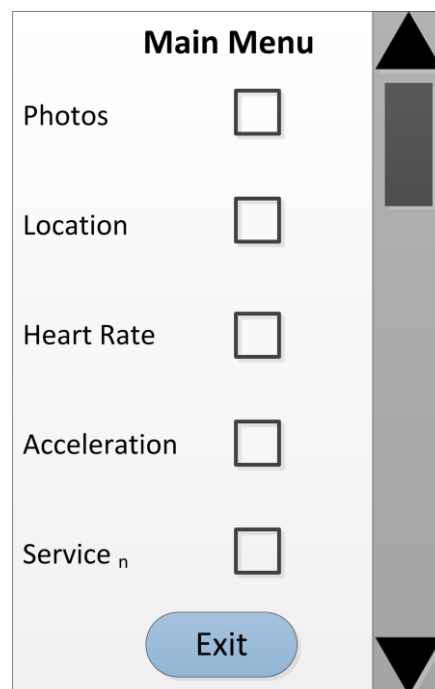 Main Menu
Photos
Location
Heart Rate
Acceleration
Service n
Exit